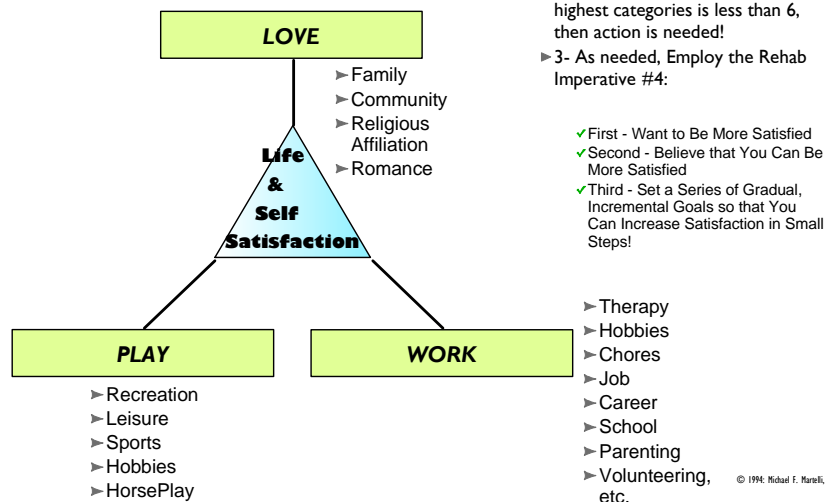 highest categories is less than 6,
then action is needed!
3- As needed, Employ the Rehab
Imperative #4:
First - Want to Be More Satisfied
Second - Believe that You Can Be
More Satisfied
Third - Set a Series of Gradual,
Incremental Goals so that You
Can Increase Satisfaction in Small
Steps!
LOVE
Family
Community
Religious
Affiliation
Romance
Life
&
Self
Satisfaction
PLAY
Recreation
Leisure
Sports
Hobbies
HorsePlay
WORK
Therapy
Hobbies
Chores
Job
Career
School
Parenting
Volunteering,
etc.
© 1994: Michael F. Martelli,